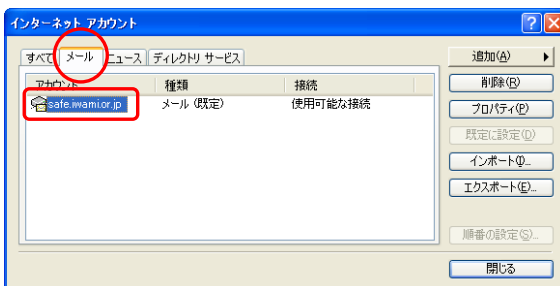 インターネット アカウント
すべて メール ニュース ディレクトリ サービス
アカウント 種類 接続
safe.iwami.or.jp メール (既定) 使用可能な接続
追加(A)
削除(R)
プロパティ(P)
既定に設定(D)
インポート(I)...
エクスポート(E)...
順番の設定(S)...
閉じる